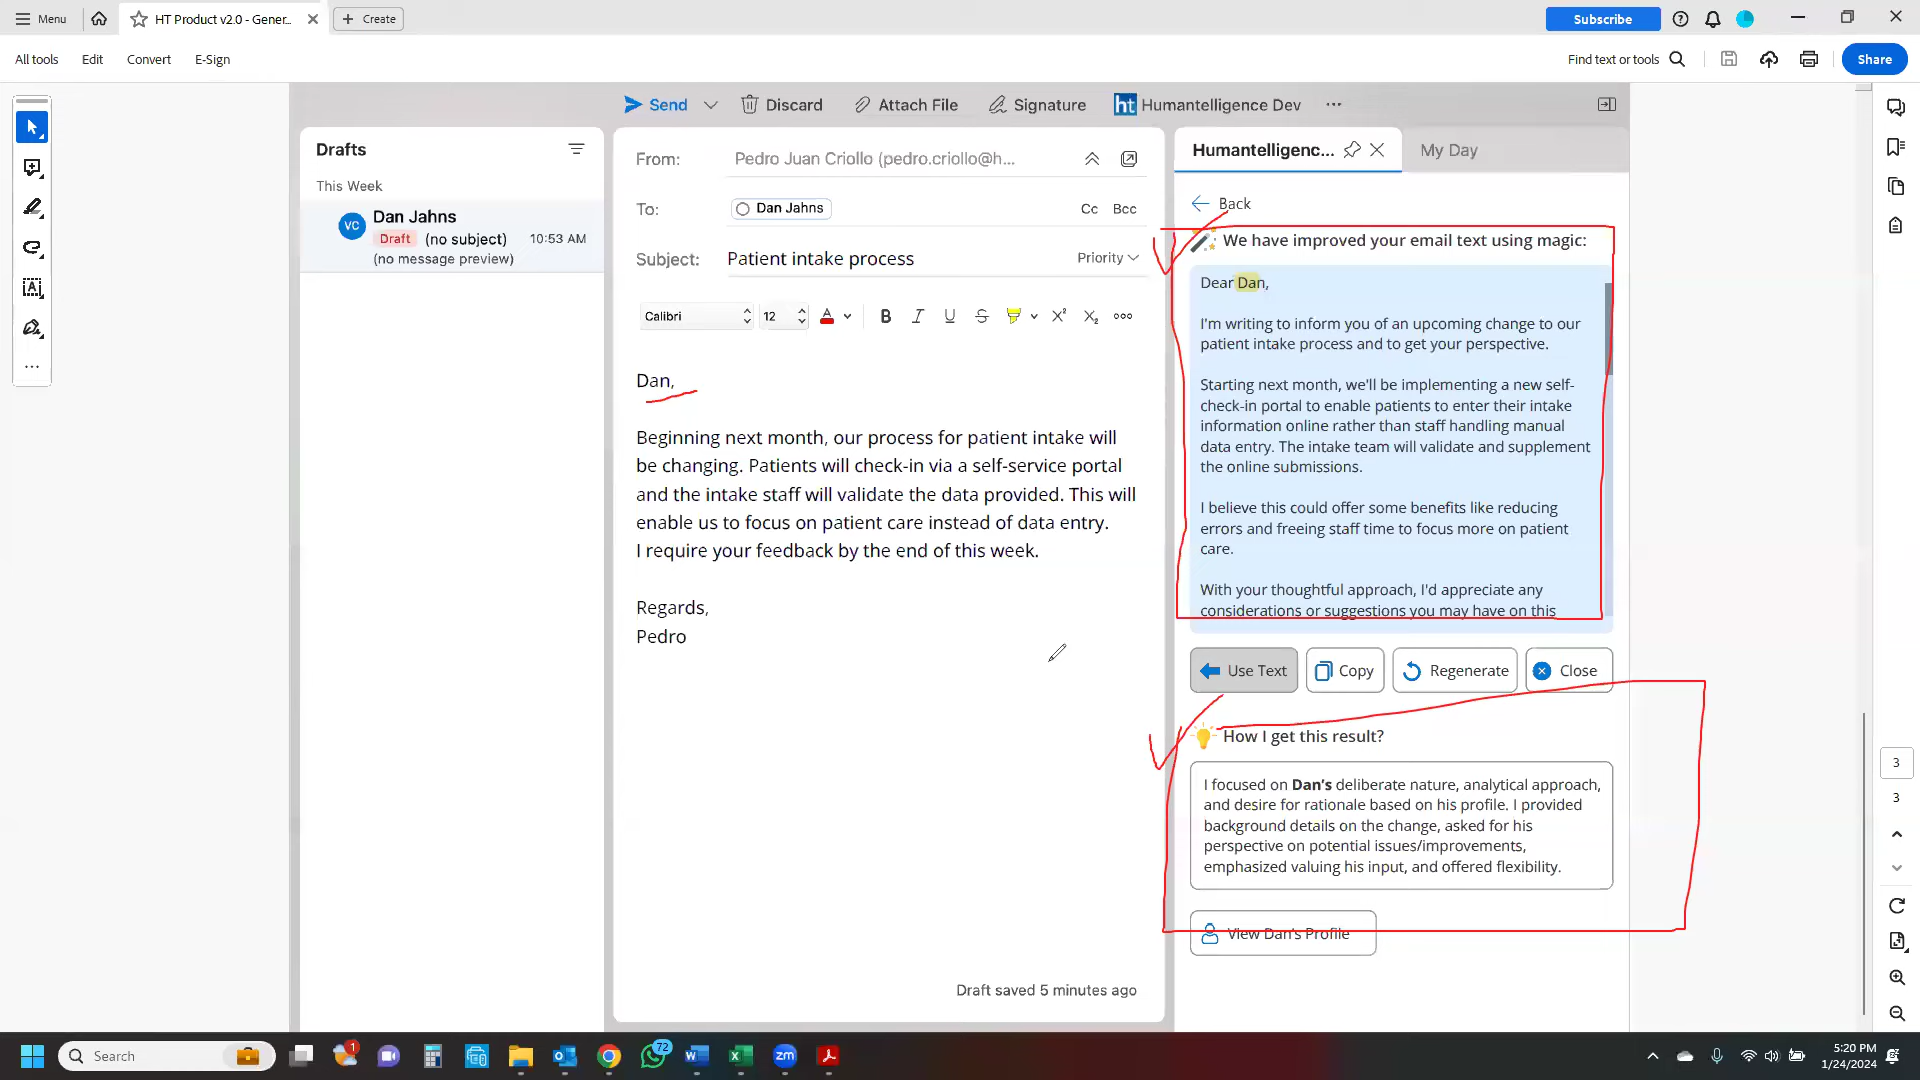 Menu
HT Product v2.0 - Gener...
Create
Subscribe
All tools
Edit
Convert
E-Sign
Find text or tools
Share
Send
Discard
Attach File
Signature
ht Humantelligence Dev
Drafts
This Week
VC
Dan Jahns
Draft (no subject) 10:53 AM
(no message preview)
From: Pedro Juan Criollo (pedro.criollo@h...
To: Dan Jahns Cc Bcc
Subject: Patient intake process Priority
Calibri 12 B I U S X² X₂
Dan,
Beginning next month, our process for patient intake will
be changing. Patients will check-in via a self-service portal
and the intake staff will validate the data provided. This will
enable us to focus on patient care instead of data entry.
I require your feedback by the end of this week.
Regards,
Pedro
Draft saved 5 minutes ago
Humantelligenc...
My Day
Back
We have improved your email text using magic:
Dear Dan,
I'm writing to inform you of an upcoming change to our
patient intake process and to get your perspective.
Starting next month, we'll be implementing a new self-
check-in portal to enable patients to enter their intake
information online rather than staff handling manual
data entry. The intake team will validate and supplement
the online submissions.
I believe this could offer some benefits like reducing
errors and freeing staff time to focus more on patient
care.
With your thoughtful approach, I'd appreciate any
considerations or suggestions you may have on this
Use Text
Copy
Regenerate
Close
How I get this result?
I focused on Dan's deliberate nature, analytical approach,
and desire for rationale based on his profile. I provided
background details on the change, asked for his
perspective on potential issues/improvements,
emphasized valuing his input, and offered flexibility.
View Dan's Profile
3
3
Search
1
72
zm
5:20 PM
1/24/2024